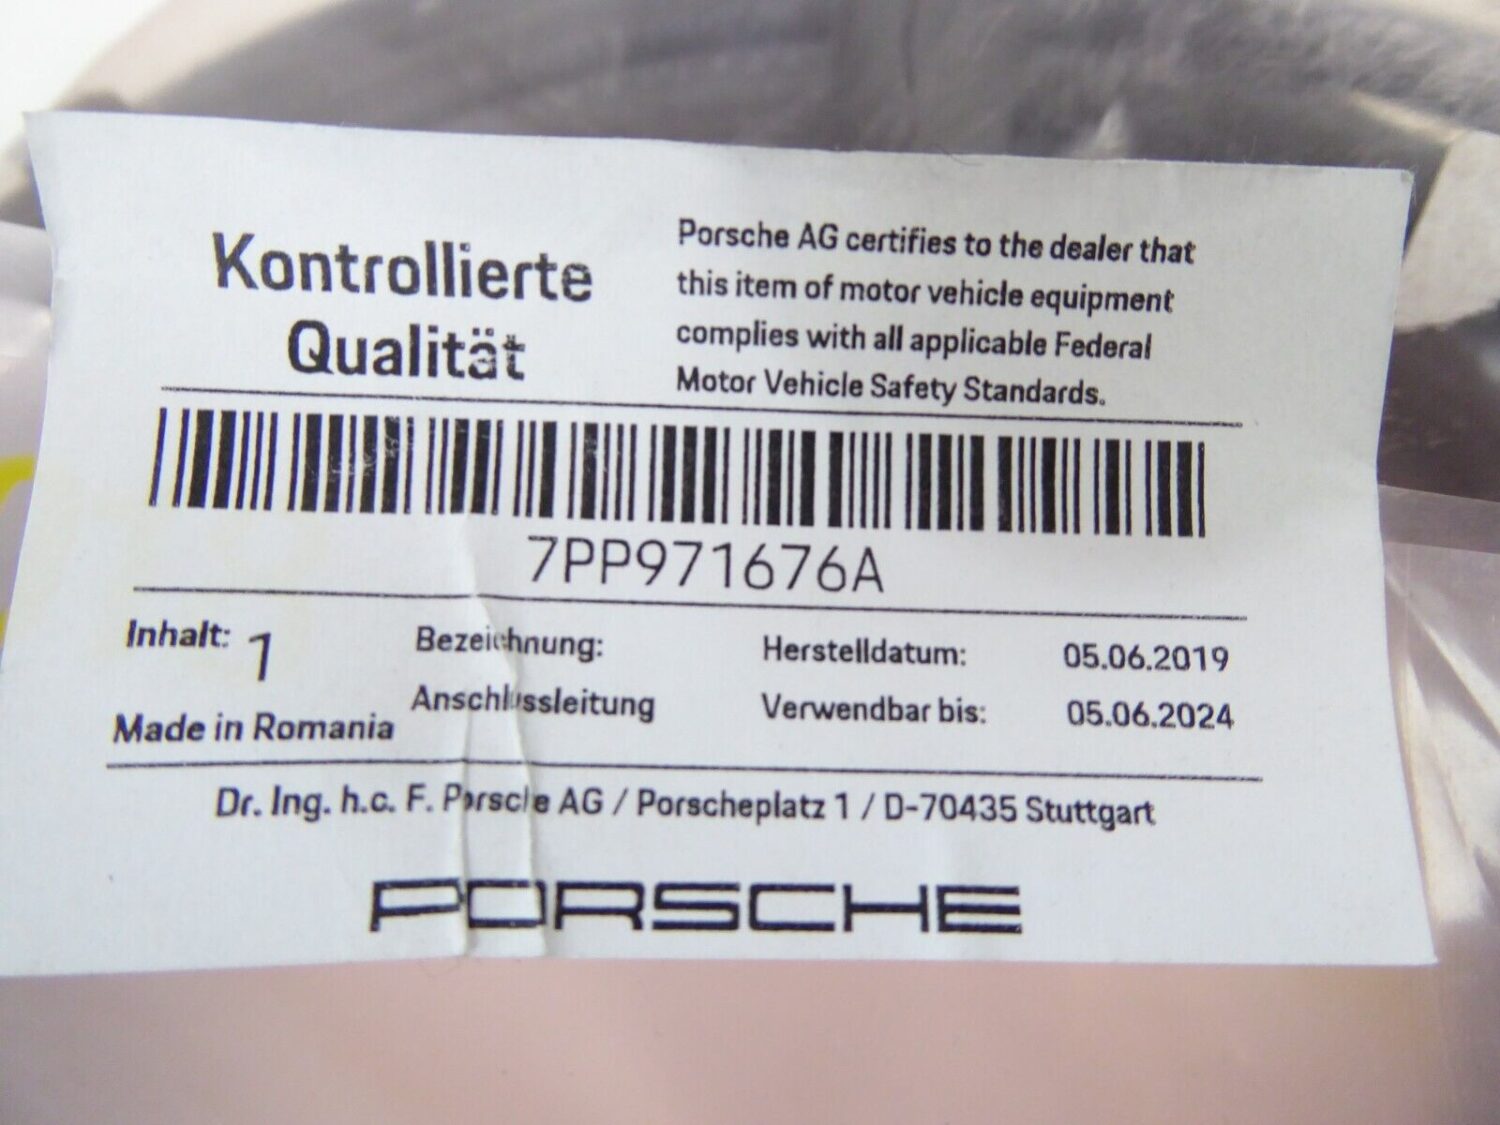 Kontrollierte
Qualität
Porsche AG certifies to the dealer that
this item of motor vehicle equipment
complies with all applicable Federal
Motor Vehicle Safety Standards.
7PP971676A
Inhalt: 1
Made in Romania
Bezeichnung:
Anschlussleitung
Herstelldatum: 05.06.2019
Verwendbar bis: 05.06.2024
Dr. Ing. h.c. F. Porsche AG / Porscheplatz 1 / D-70435 Stuttgart
PORSCHE